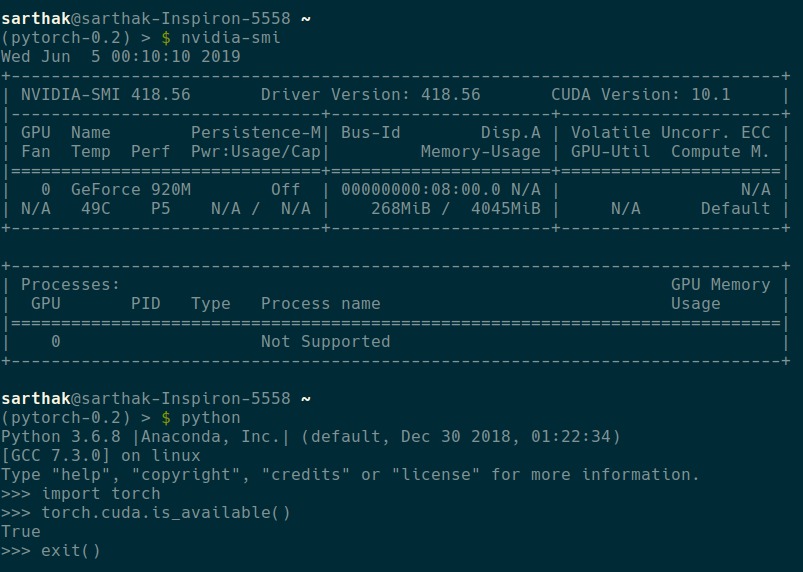 sarthak@sarthak-Inspiron-5558 ~
(pytorch-0.2) > $ nvidia-smi
Wed Jun  5 00:10:10 2019
+-----------------------------------------------------------------------------+
| NVIDIA-SMI 418.56       Driver Version: 418.56       CUDA Version: 10.1     |
|-------------------------------+----------------------+----------------------+
| GPU  Name        Persistence-M| Bus-Id        Disp.A | Volatile Uncorr. ECC |
| Fan  Temp  Perf  Pwr:Usage/Cap|         Memory-Usage | GPU-Util  Compute M. |
|===============================+======================+======================|
|   0  GeForce 920M        Off  | 00000000:08:00.0 N/A |                  N/A |
| N/A   49C    P5    N/A /  N/A |    268MiB /  4045MiB |     N/A      Default |
+-------------------------------+----------------------+----------------------+
+-----------------------------------------------------------------------------+
| Processes:                                                       GPU Memory |
|  GPU       PID   Type   Process name                             Usage      |
|=============================================================================|
|    0                    Not Supported                                       |
+-----------------------------------------------------------------------------+
sarthak@sarthak-Inspiron-5558 ~
(pytorch-0.2) > $ python
Python 3.6.8 |Anaconda, Inc.| (default, Dec 30 2018, 01:22:34)
[GCC 7.3.0] on linux
Type "help", "copyright", "credits" or "license" for more information.
>>> import torch
>>> torch.cuda.is_available()
True
>>> exit()